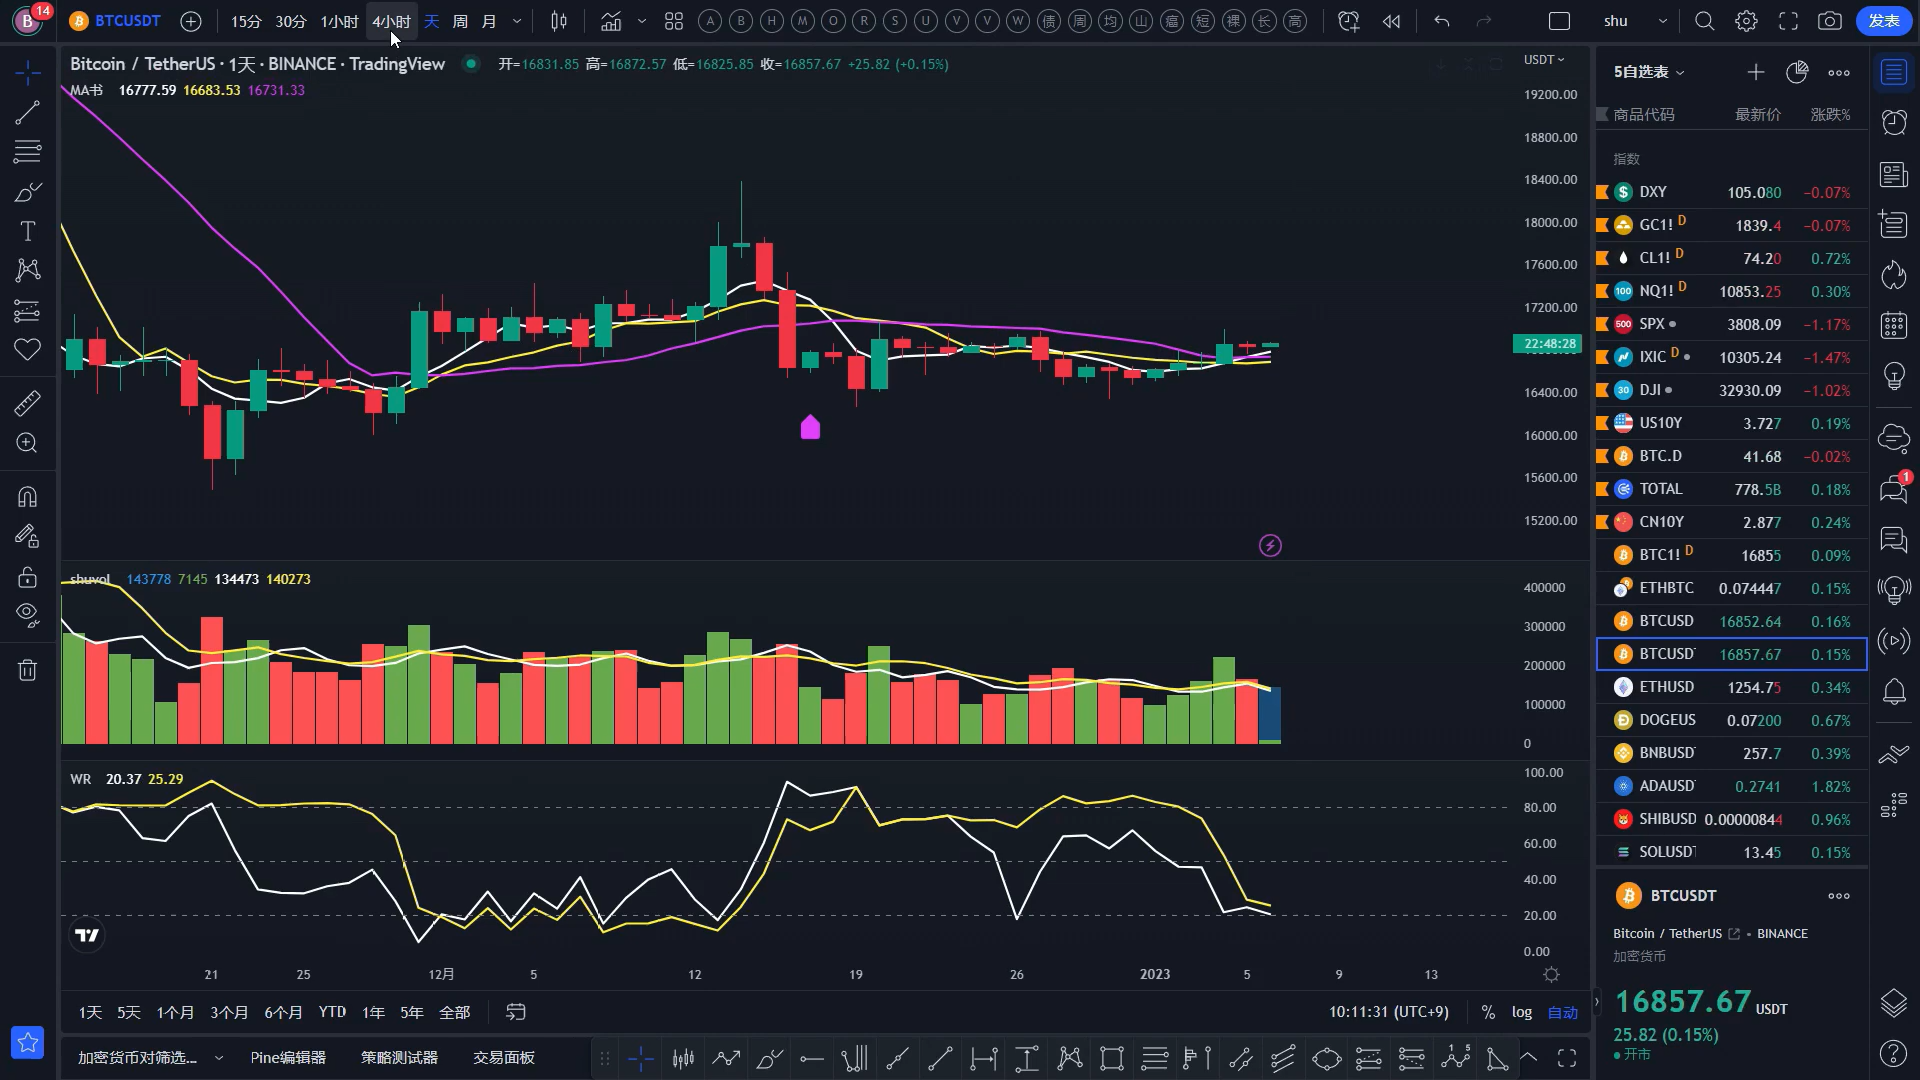 B 14 BTCUSDT 15分 30分 1小时 4小时 天 周 月 A B H M O R S U V V W 债 周 均 山 瘟 短 裸 长 高 shu 发表
Bitcoin / TetherUS · 1天 · BINANCE · TradingView 开=16831.85 高=16872.57 低=16825.85 收=16857.67 +25.82 (+0.15%)
MA书 16777.59 16683.53 16731.33
USDT
19200.00
18800.00
18400.00
18000.00
17600.00
17200.00
22:48:28
16400.00
16000.00
15600.00
15200.00
shuvol 143778 7145 134473 140273
400000
300000
200000
100000
0
WR 20.37 25.29
100.00
80.00
60.00
40.00
20.00
0.00
21 25 12月 5 12 19 26 2023 5 9 13
1天 5天 1个月 3个月 6个月 YTD 1年 5年 全部 10:11:31 (UTC+9) % log 自动
加密货币对筛选... Pine编辑器 策略测试器 交易面板
5自选表
商品代码 最新价 涨跌%
指数
DXY 105.080 −0.07%
GC1! D 1839.4 −0.07%
CL1! D 74.20 0.72%
100 NQ1! D 10853.25 0.30%
500 SPX 3808.09 −1.17%
IXIC D 10305.24 −1.47%
30 DJI 32930.09 −1.02%
US10Y 3.727 0.19%
BTC.D 41.68 −0.02%
TOTAL 778.5B 0.18%
CN10Y 2.877 0.24%
BTC1! D 16855 0.09%
ETHBTC 0.074447 0.15%
BTCUSD 16852.64 0.16%
BTCUSD 16857.67 0.15%
ETHUSD 1254.75 0.34%
DOGEUS 0.07200 0.67%
BNBUSD 257.7 0.39%
ADAUSD 0.2741 1.82%
SHIBUSD 0.00000844 0.96%
SOLUSD 13.45 0.15%
BTCUSDT
Bitcoin / TetherUS • BINANCE
加密货币
16857.67 USDT
25.82 (0.15%)
开市
1